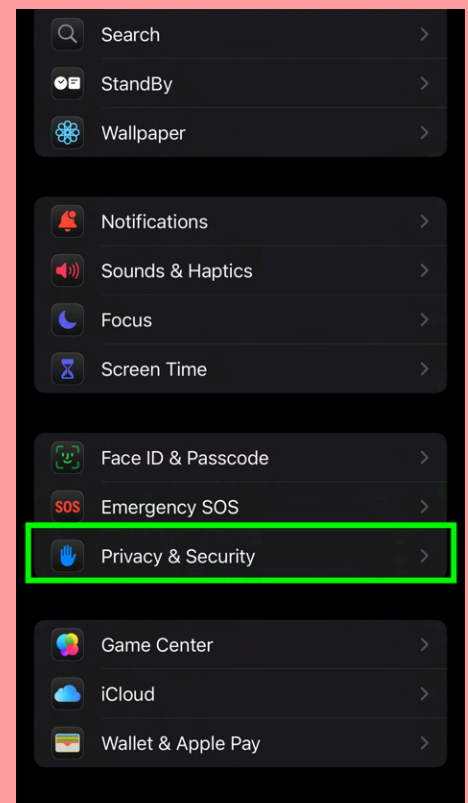 Search
StandBy
Wallpaper
Notifications
Sounds & Haptics
Focus
Screen Time
Face ID & Passcode
SOS Emergency SOS
Privacy & Security
Game Center
iCloud
Wallet & Apple Pay